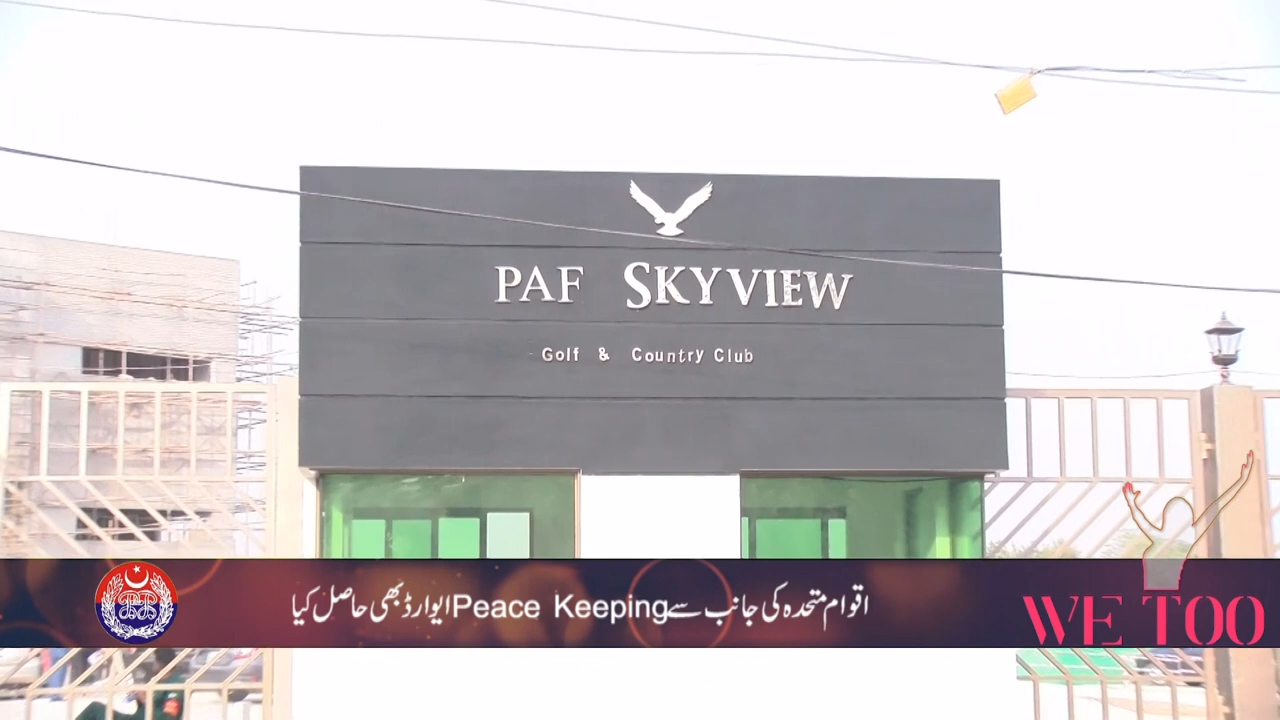 PAF SKYVIEW
Golf & Country Club
اقوام متحدہ کی جانب سے Peace Keeping ایوارڈ بھی حاصل کیا
WE TOO